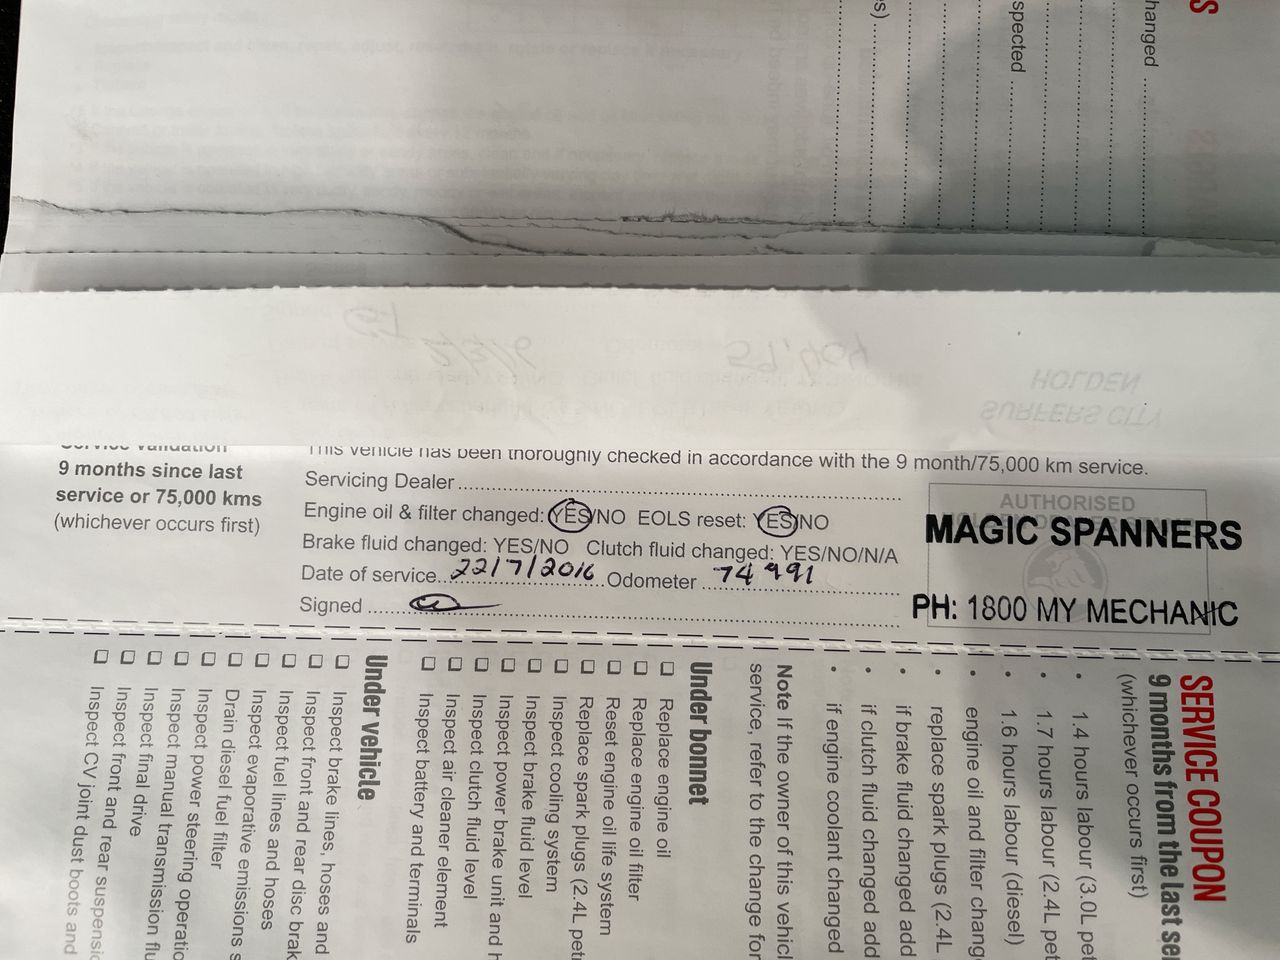 hanged
spected
s)
HOLDEN
SURFERS CITY
Service Validation
9 months since last
service or 75,000 kms
(whichever occurs first)
This vehicle has been thoroughly checked in accordance with the 9 month/75,000 km service.
Servicing Dealer
Engine oil & filter changed: YES/NO EOLS reset: YES/NO
Brake fluid changed: YES/NO Clutch fluid changed: YES/NO/N/A
Date of service 22/7/2016 Odometer 74 991
Signed
AUTHORISED
MAGIC SPANNERS
PH: 1800 MY MECHANIC
SERVICE COUPON
9 months from the last se
(whichever occurs first)
• 1.4 hours labour (3.0L pet
• 1.7 hours labour (2.4L pet
• 1.6 hours labour (diesel)
• engine oil and filter chang
• replace spark plugs (2.4L
• if brake fluid changed add
• if clutch fluid changed add
• if engine coolant changed
Note If the owner of this vehicl
service, refer to the change for
Under bonnet
Replace engine oil
Replace engine oil filter
Reset engine oil life system
Replace spark plugs (2.4L petr
Inspect cooling system
Inspect brake fluid level
Inspect power brake unit and h
Inspect clutch fluid level
Inspect air cleaner element
Inspect battery and terminals
Under vehicle
Inspect brake lines, hoses and
Inspect front and rear disc brak
Inspect fuel lines and hoses
Inspect evaporative emissions s
Drain diesel fuel filter
Inspect power steering operatio
Inspect manual transmission flu
Inspect final drive
Inspect front and rear suspensio
Inspect CV joint dust boots and